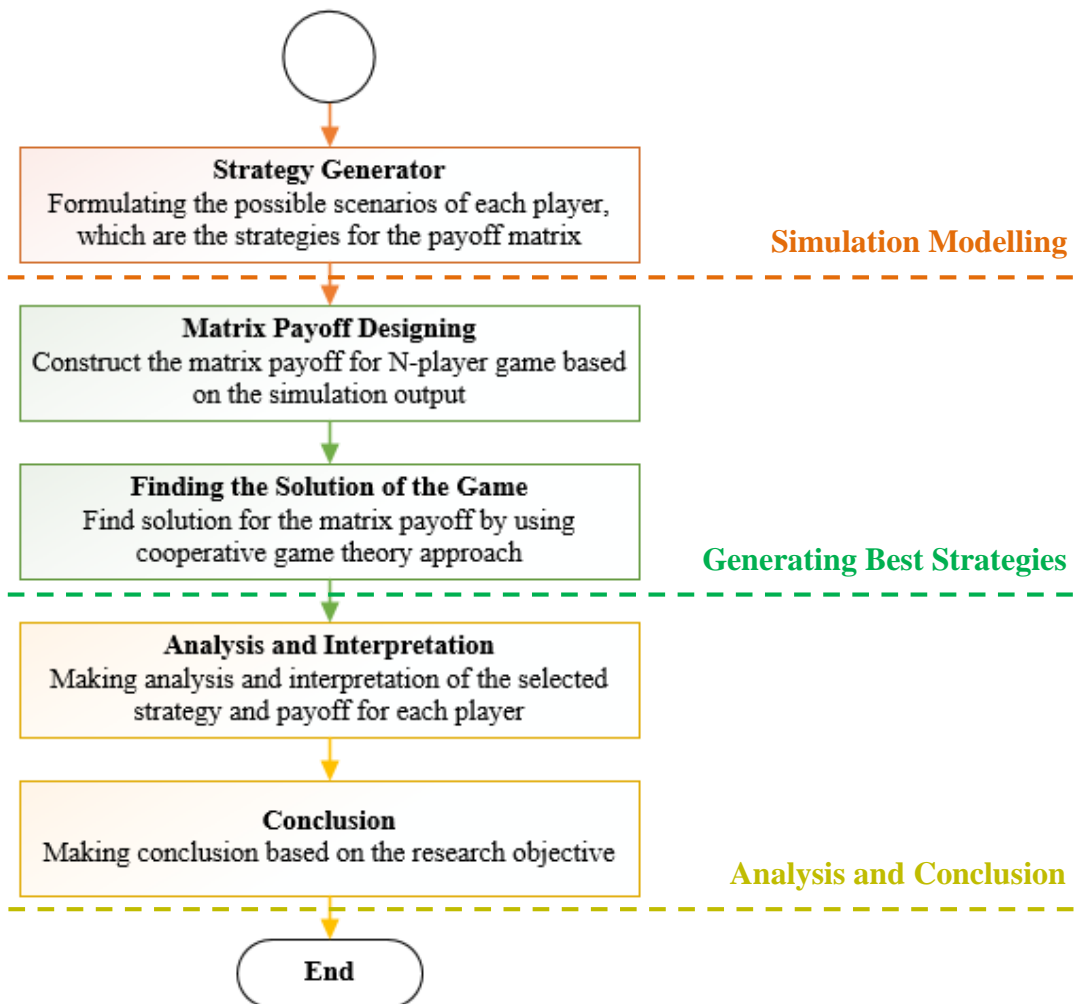 Strategy Generator
Formulating the possible scenarios of each player,
which are the strategies for the payoff matrix
Simulation Modelling
Matrix Payoff Designing
Construct the matrix payoff for N-player game based
on the simulation output
Finding the Solution of the Game
Find solution for the matrix payoff by using
cooperative game theory approach
Generating Best Strategies
Analysis and Interpretation
Making analysis and interpretation of the selected
strategy and payoff for each player
Conclusion
Making conclusion based on the research objective
Analysis and Conclusion
End